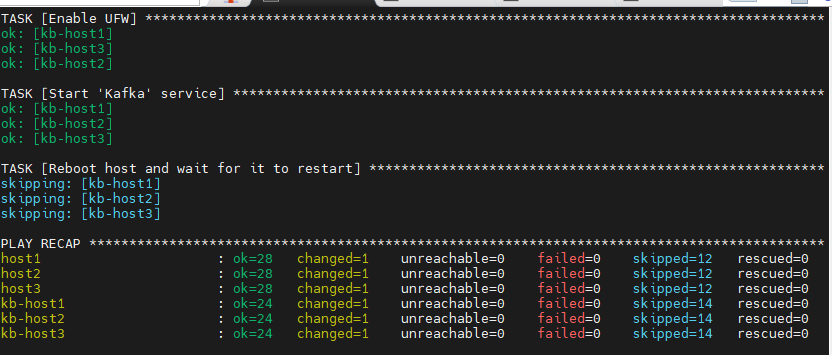 TASK [Enable UFW] *************************************************************************************
ok: [kb-host1]
ok: [kb-host3]
ok: [kb-host2]
TASK [Start 'Kafka' service] **************************************************************************
ok: [kb-host1]
ok: [kb-host2]
ok: [kb-host3]
TASK [Reboot host and wait for it to restart] *********************************************************
skipping: [kb-host1]
skipping: [kb-host2]
skipping: [kb-host3]
PLAY RECAP ********************************************************************************************
host1 : ok=28 changed=1 unreachable=0 failed=0 skipped=12 rescued=0
host2 : ok=28 changed=1 unreachable=0 failed=0 skipped=12 rescued=0
host3 : ok=28 changed=1 unreachable=0 failed=0 skipped=12 rescued=0
kb-host1 : ok=24 changed=1 unreachable=0 failed=0 skipped=14 rescued=0
kb-host2 : ok=24 changed=1 unreachable=0 failed=0 skipped=14 rescued=0
kb-host3 : ok=24 changed=1 unreachable=0 failed=0 skipped=14 rescued=0